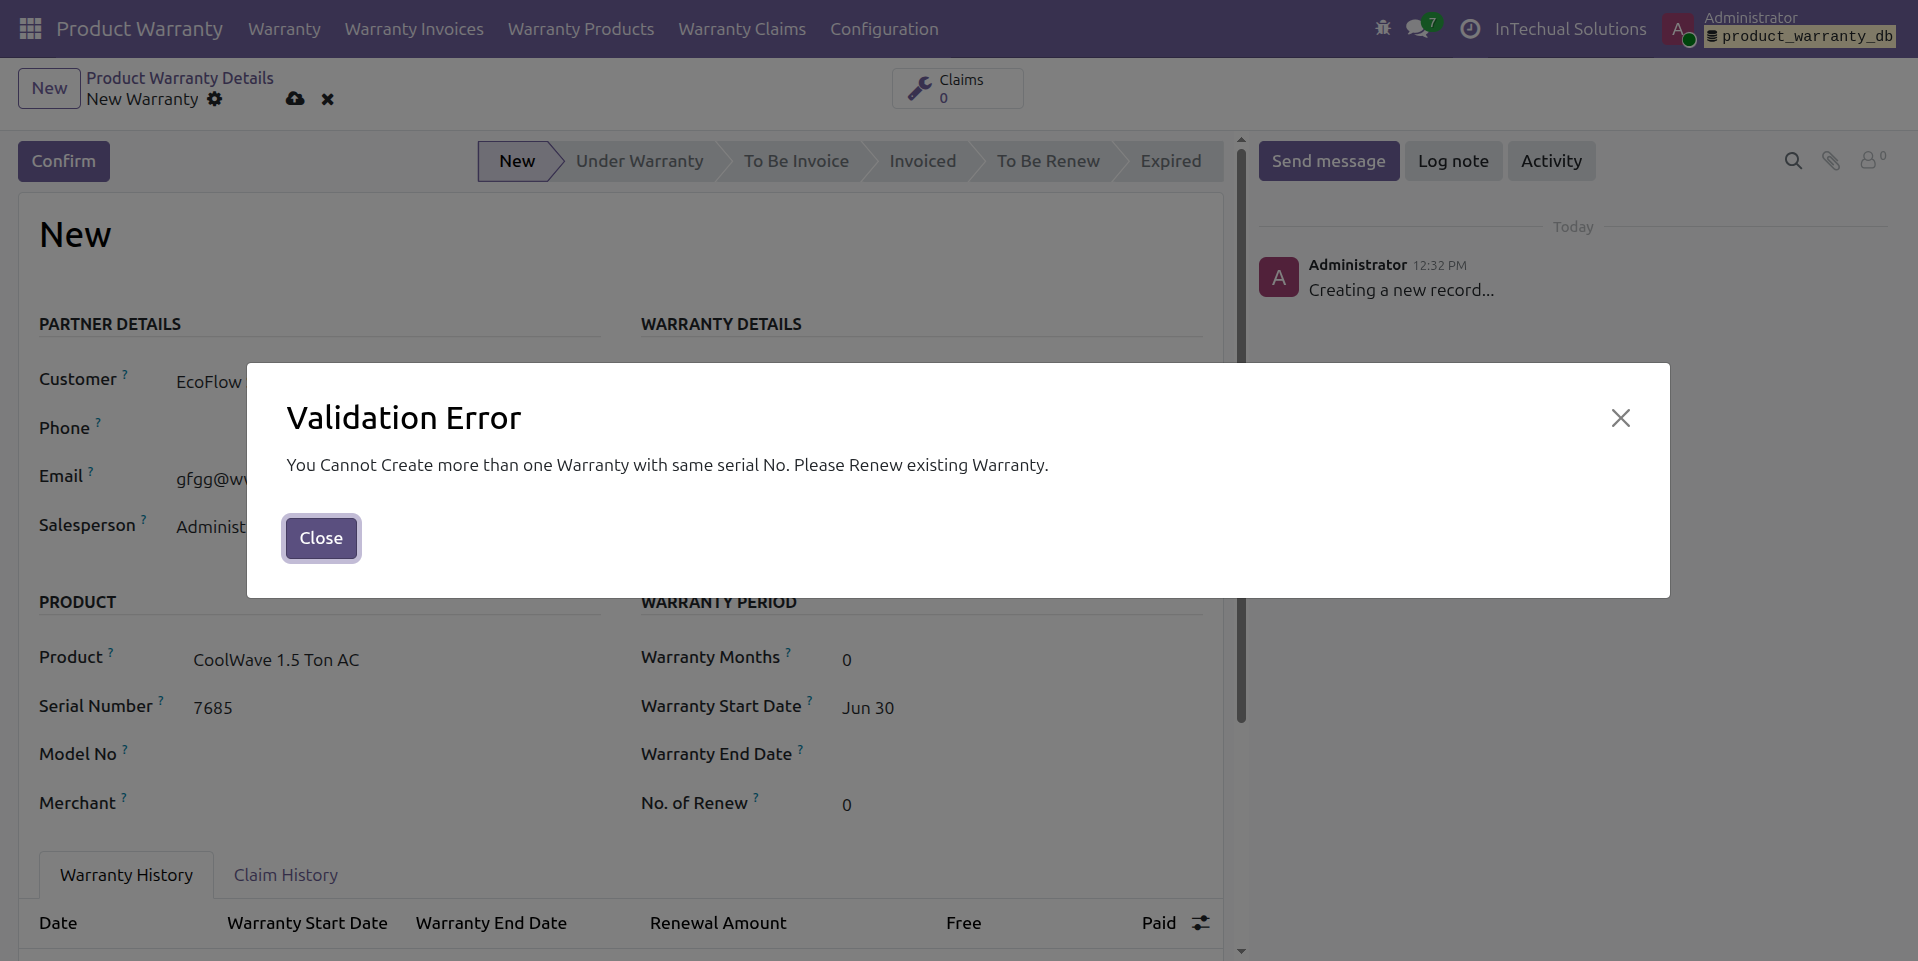 Product Warranty Warranty Warranty Invoices Warranty Products Warranty Claims Configuration 7 InTechual Solutions A Administrator
product_warranty_db
New Product Warranty Details Claims
New Warranty 0
Confirm New Under Warranty To Be Invoice Invoiced To Be Renew Expired Send message Log note Activity 0
New
Today
Administrator 12:32 PM
A Creating a new record...
PARTNER DETAILS WARRANTY DETAILS
Customer ? EcoFlow
Phone ?
Email ?
Salesperson ?
Validation Error
You Cannot Create more than one Warranty with same serial No. Please Renew existing Warranty.
Close
PRODUCT WARRANTY PERIOD
Product ? CoolWave 1.5 Ton AC Warranty Months ? 0
Serial Number ? 7685 Warranty Start Date ? Jun 30
Model No ? Warranty End Date ?
Merchant ? No. of Renew ? 0
Warranty History Claim History
Date Warranty Start Date Warranty End Date Renewal Amount Free Paid